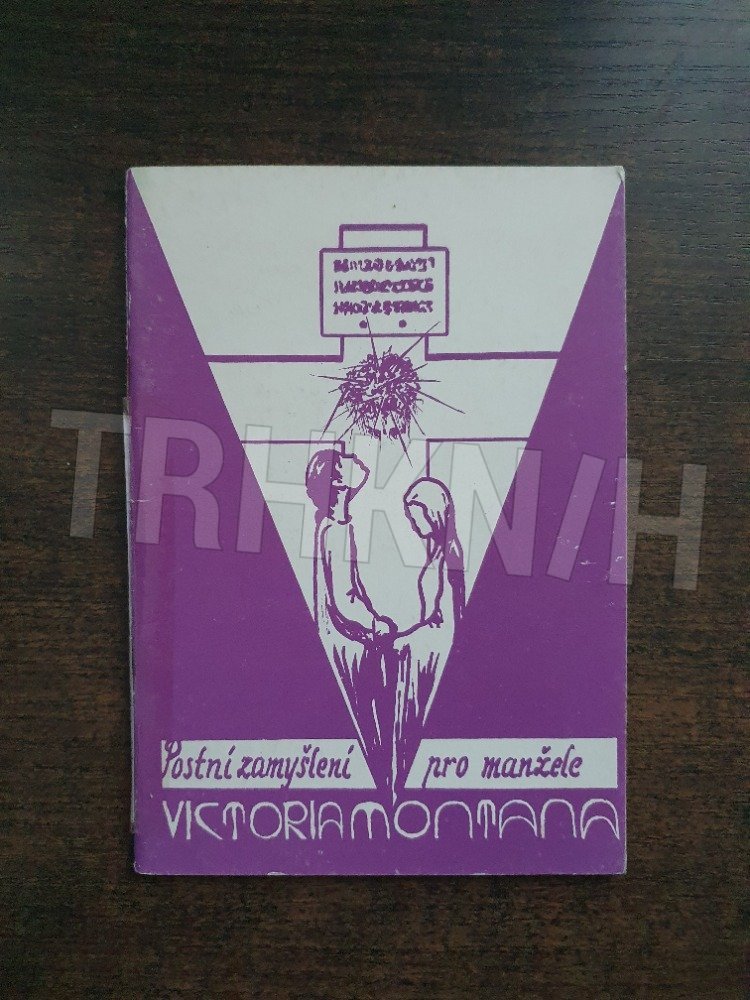 Postní zamyšlení pro manžele
VICTORIA MONTANA
TRHKNIH